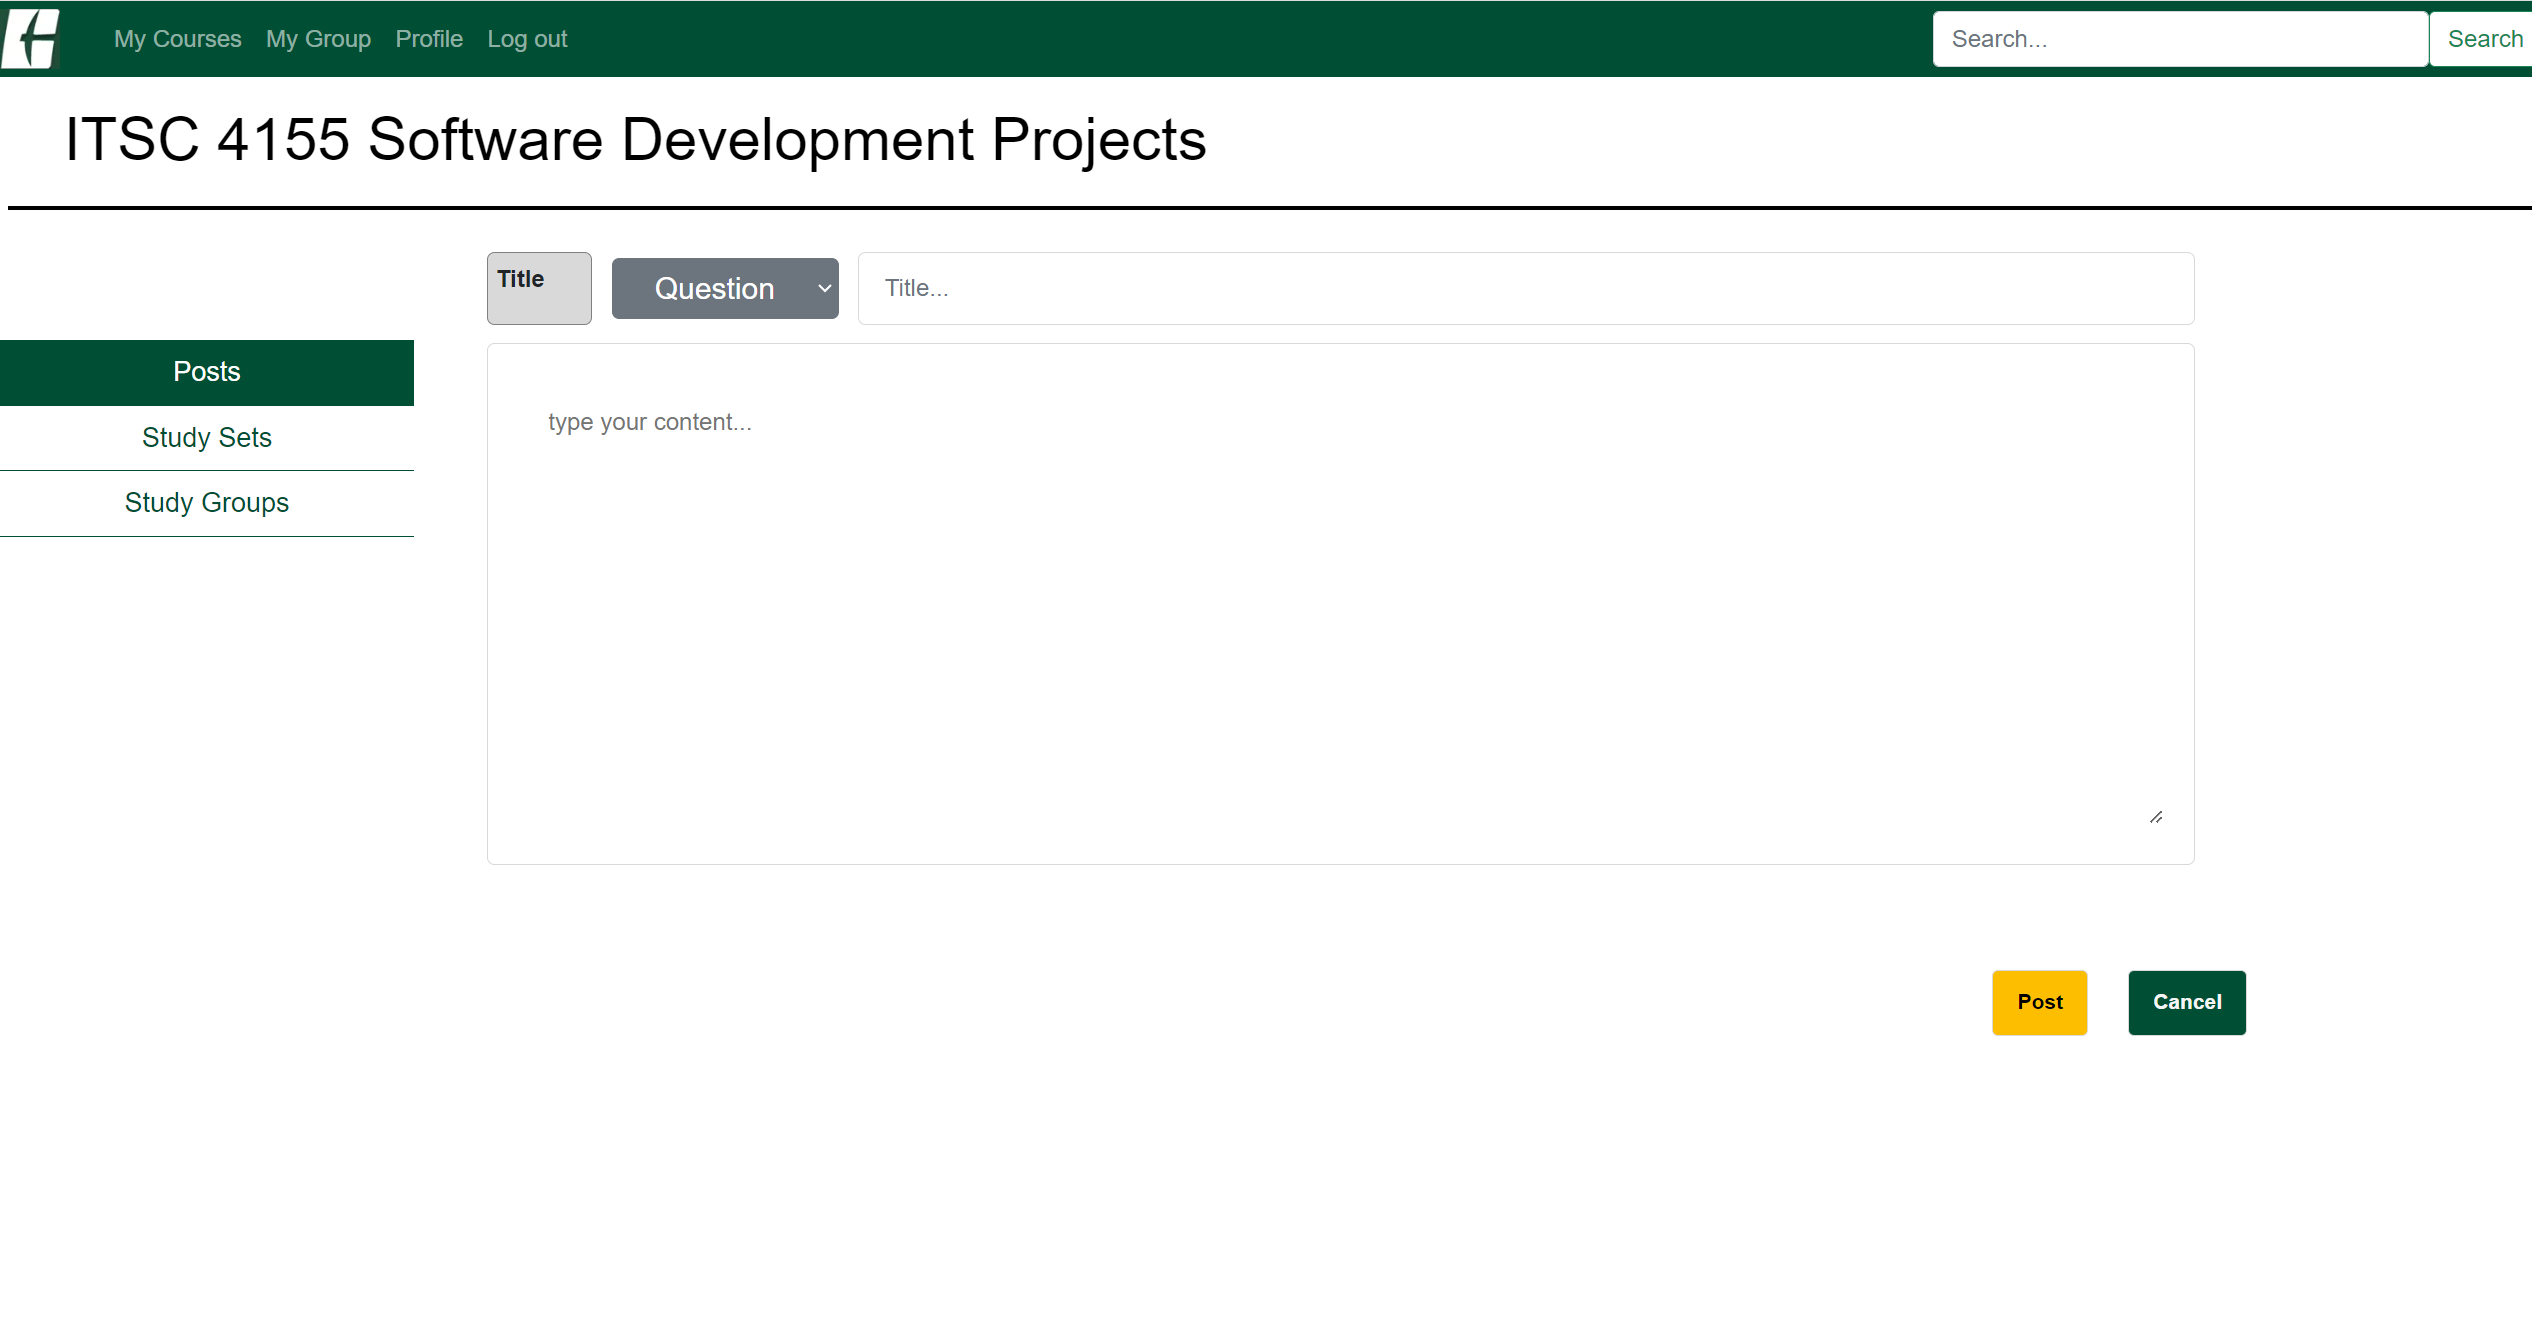 My Courses My Group Profile Log out Search... Search
ITSC 4155 Software Development Projects
Title Question Title...
Posts
Study Sets
Study Groups
type your content...
Post Cancel